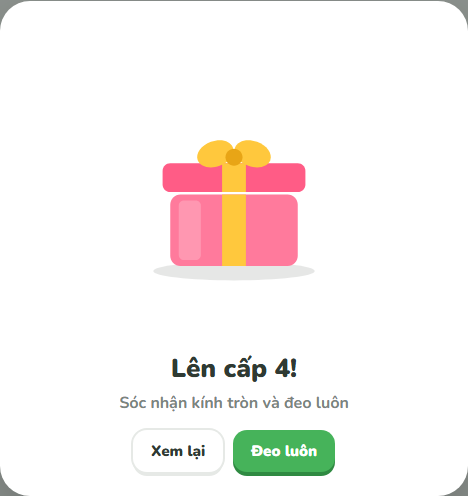 Lên cấp 4!
Sóc nhận kính tròn và đeo luôn
Xem lại
Đeo luôn